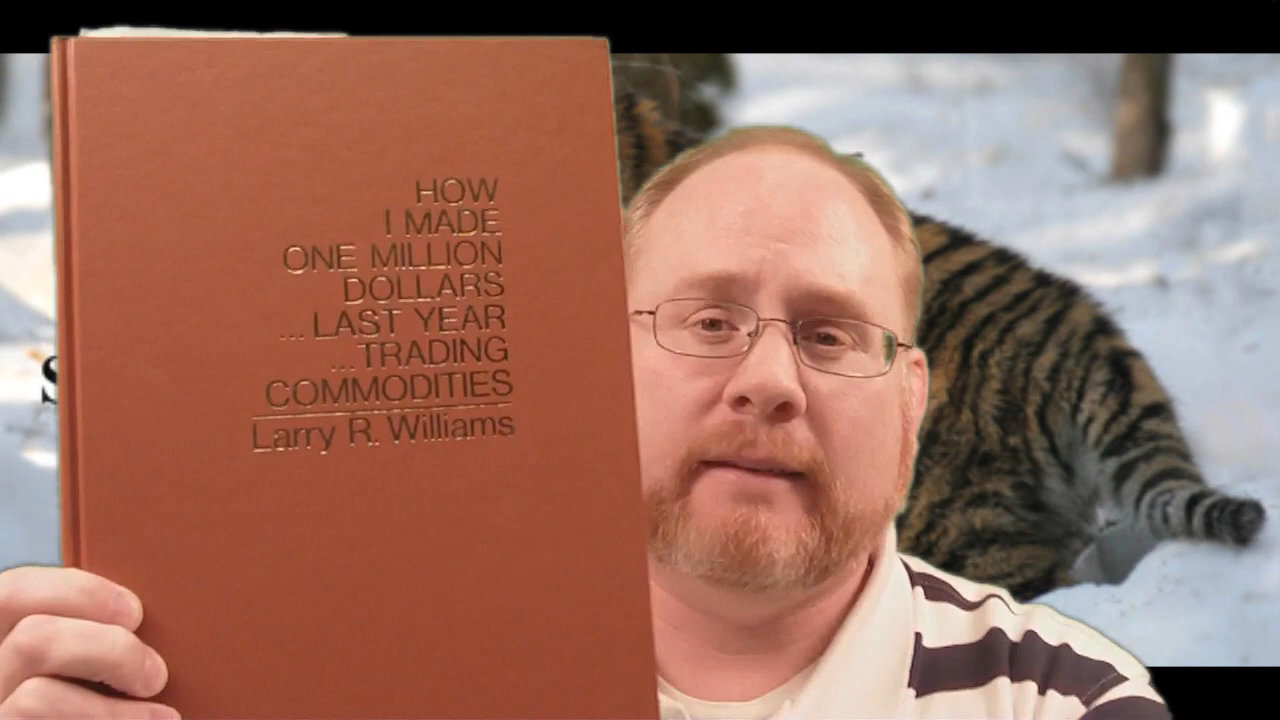 HOW
I MADE
ONE MILLION
DOLLARS
...LAST YEAR
...TRADING
COMMODITIES
Larry R. Williams
S